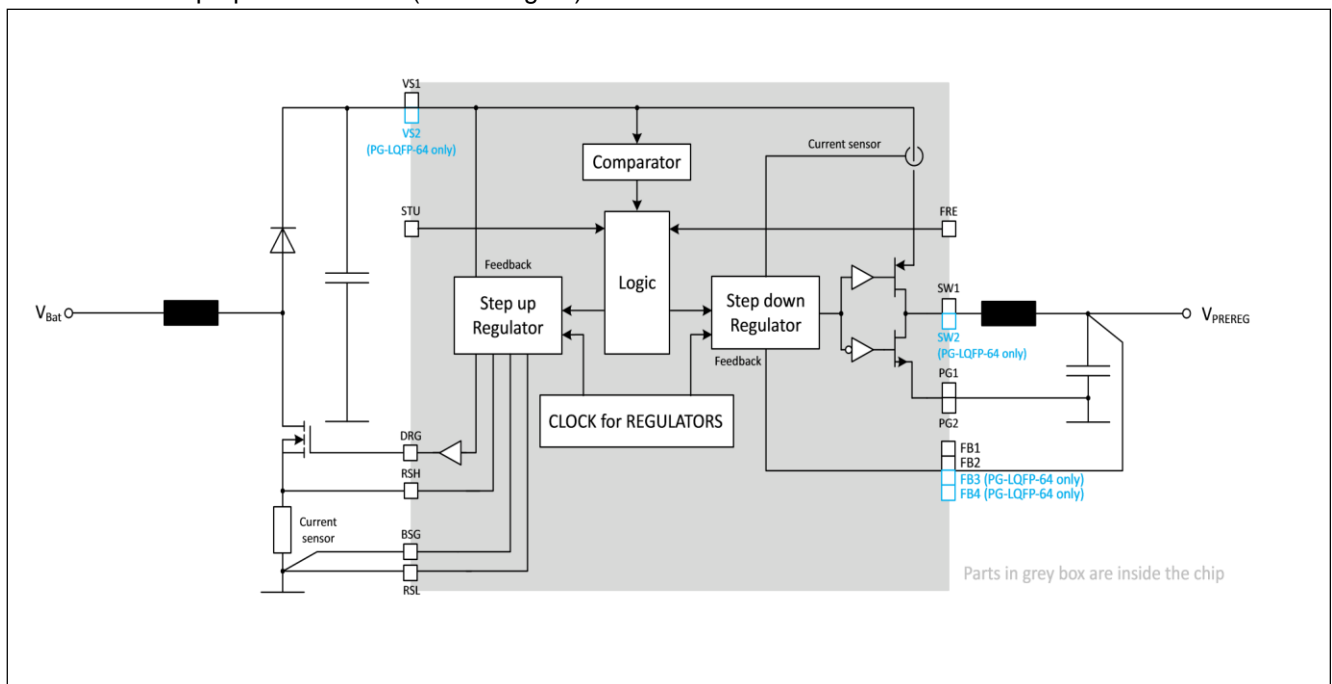 VS1
VS2
(PG-LQFP-64 only)
Current sensor
Comparator
STU
FRE
Feedback
Logic
Step up
Regulator
Step down
Regulator
SW1
V_Bat
V_PREREG
SW2
(PG-LQFP-64 only)
Feedback
PG1
CLOCK for REGULATORS
PG2
DRG
FB1
FB2
RSH
FB3 (PG-LQFP-64 only)
FB4 (PG-LQFP-64 only)
Current
sensor
BSG
Parts in grey box are inside the chip
RSL